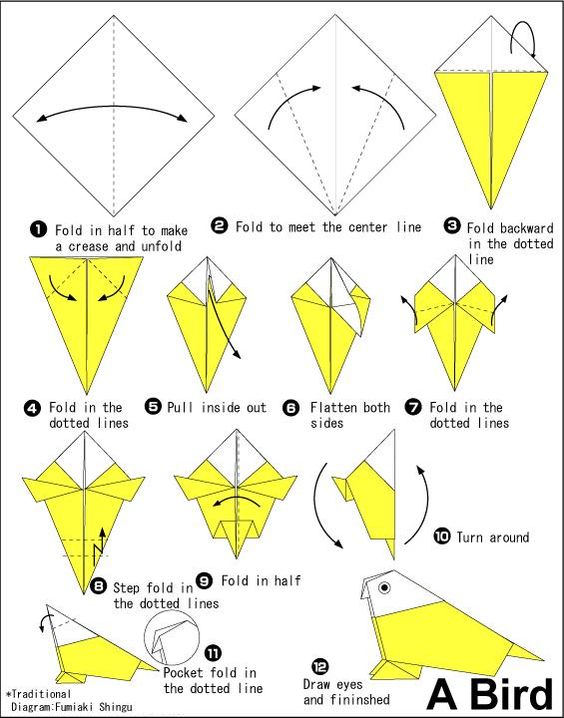 1 Fold in half to make
a crease and unfold
2 Fold to meet the center line
3 Fold backward
in the dotted
line
4 Fold in the
dotted lines
5 Pull inside out
6 Flatten both
sides
7 Fold in the
dotted lines
8 Step fold in
the dotted lines
9 Fold in half
10 Turn around
11
Pocket fold in
the dotted line
12
Draw eyes
and fininshed
*Traditional
Diagram:Fumiaki Shingu
A Bird